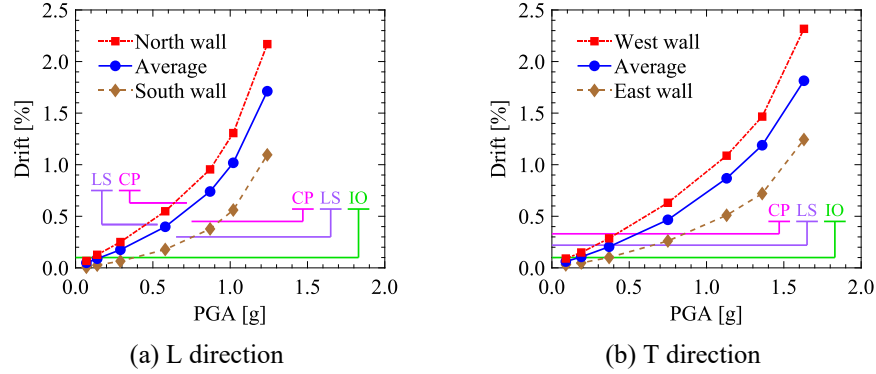 2.5
2.0
1.5
1.0
0.5
0.0
Drift [%]
North wall
Average
South wall
LS CP
CP LS IO
0.0 0.5 1.0 1.5 2.0
PGA [g]
(a) L direction
2.5
2.0
1.5
1.0
0.5
0.0
Drift [%]
West wall
Average
East wall
CP LS IO
0.0 0.5 1.0 1.5 2.0
PGA [g]
(b) T direction